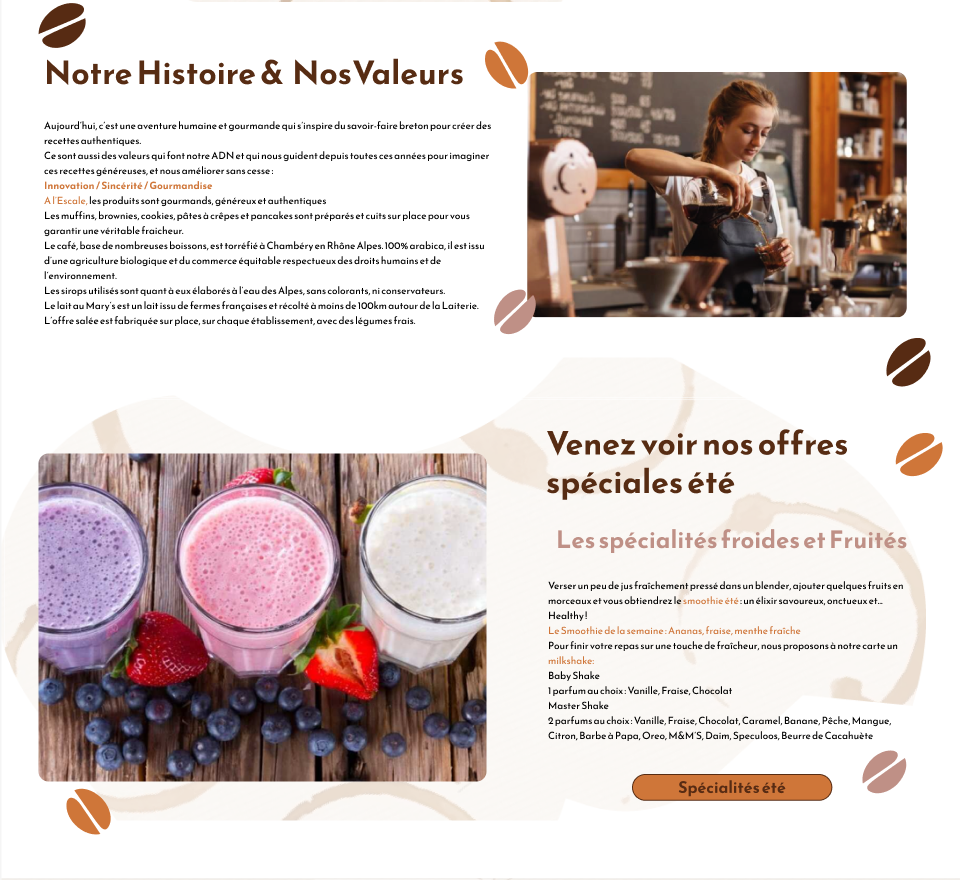 Notre Histoire & Nos Valeurs
Aujourd'hui, c'est une aventure humaine et gourmande qui s'inspire du savoir-faire breton pour créer des
recettes authentiques.
Ce sont aussi des valeurs qui font notre ADN et qui nous guident depuis toutes ces années pour imaginer
ces recettes généreuses, et nous améliorer sans cesse :
Innovation / Sincérité / Gourmandise
A l'Escale, les produits sont gourmands, généreux et authentiques
Les muffins, brownies, cookies, pâtes à crêpes et pancakes sont préparés et cuits sur place pour vous
garantir une véritable fraicheur.
Le café, base de nombreuses boissons, est torréfié à Chambéry en Rhône Alpes. 100% arabica, il est issu
d'une agriculture biologique et du commerce équitable respectueux des droits humains et de
l'environnement.
Les sirops utilisés sont quant à eux élaborés à l'eau des Alpes, sans colorants, ni conservateurs.
Le lait au Mary's est un lait issu de fermes françaises et récolté à moins de 100km autour de la Laiterie.
L'offre salée est fabriquée sur place, sur chaque établissement, avec des légumes frais.
Venez voir nos offres
spéciales été
Les spécialités froides et Fruités
Verser un peu de jus fraîchement pressé dans un blender, ajouter quelques fruits en
morceaux et vous obtiendrez le smoothie été : un élixir savoureux, onctueux et...
Healthy !
Le Smoothie de la semaine : Ananas, fraise, menthe fraîche
Pour finir votre repas sur une touche de fraîcheur, nous proposons à notre carte un
milkshake:
Baby Shake
1 parfum au choix : Vanille, Fraise, Chocolat
Master Shake
2 parfums au choix : Vanille, Fraise, Chocolat, Caramel, Banane, Pêche, Mangue,
Citron, Barbe à Papa, Oreo, M&M'S, Daim, Speculoos, Beurre de Cacahuète
Spécialités été